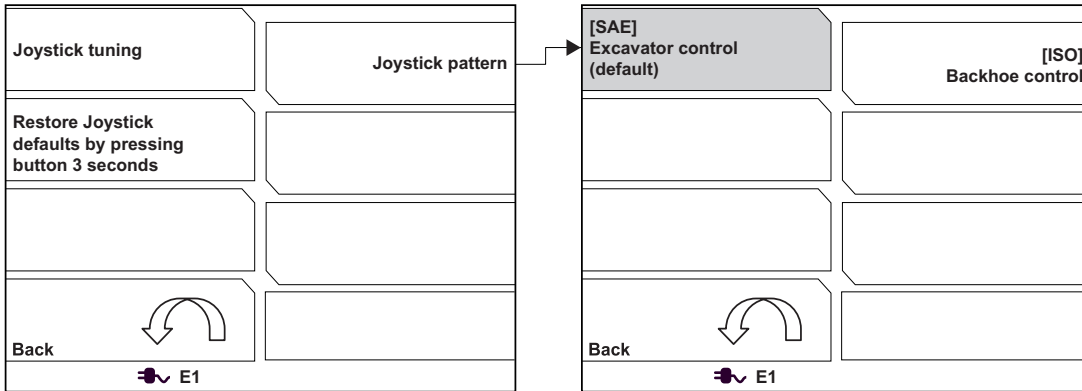 Joystick tuning
Joystick pattern
Restore Joystick
defaults by pressing
button 3 seconds
Back
E1
[SAE]
Excavator control
(default)
[ISO]
Backhoe control
Back
E1